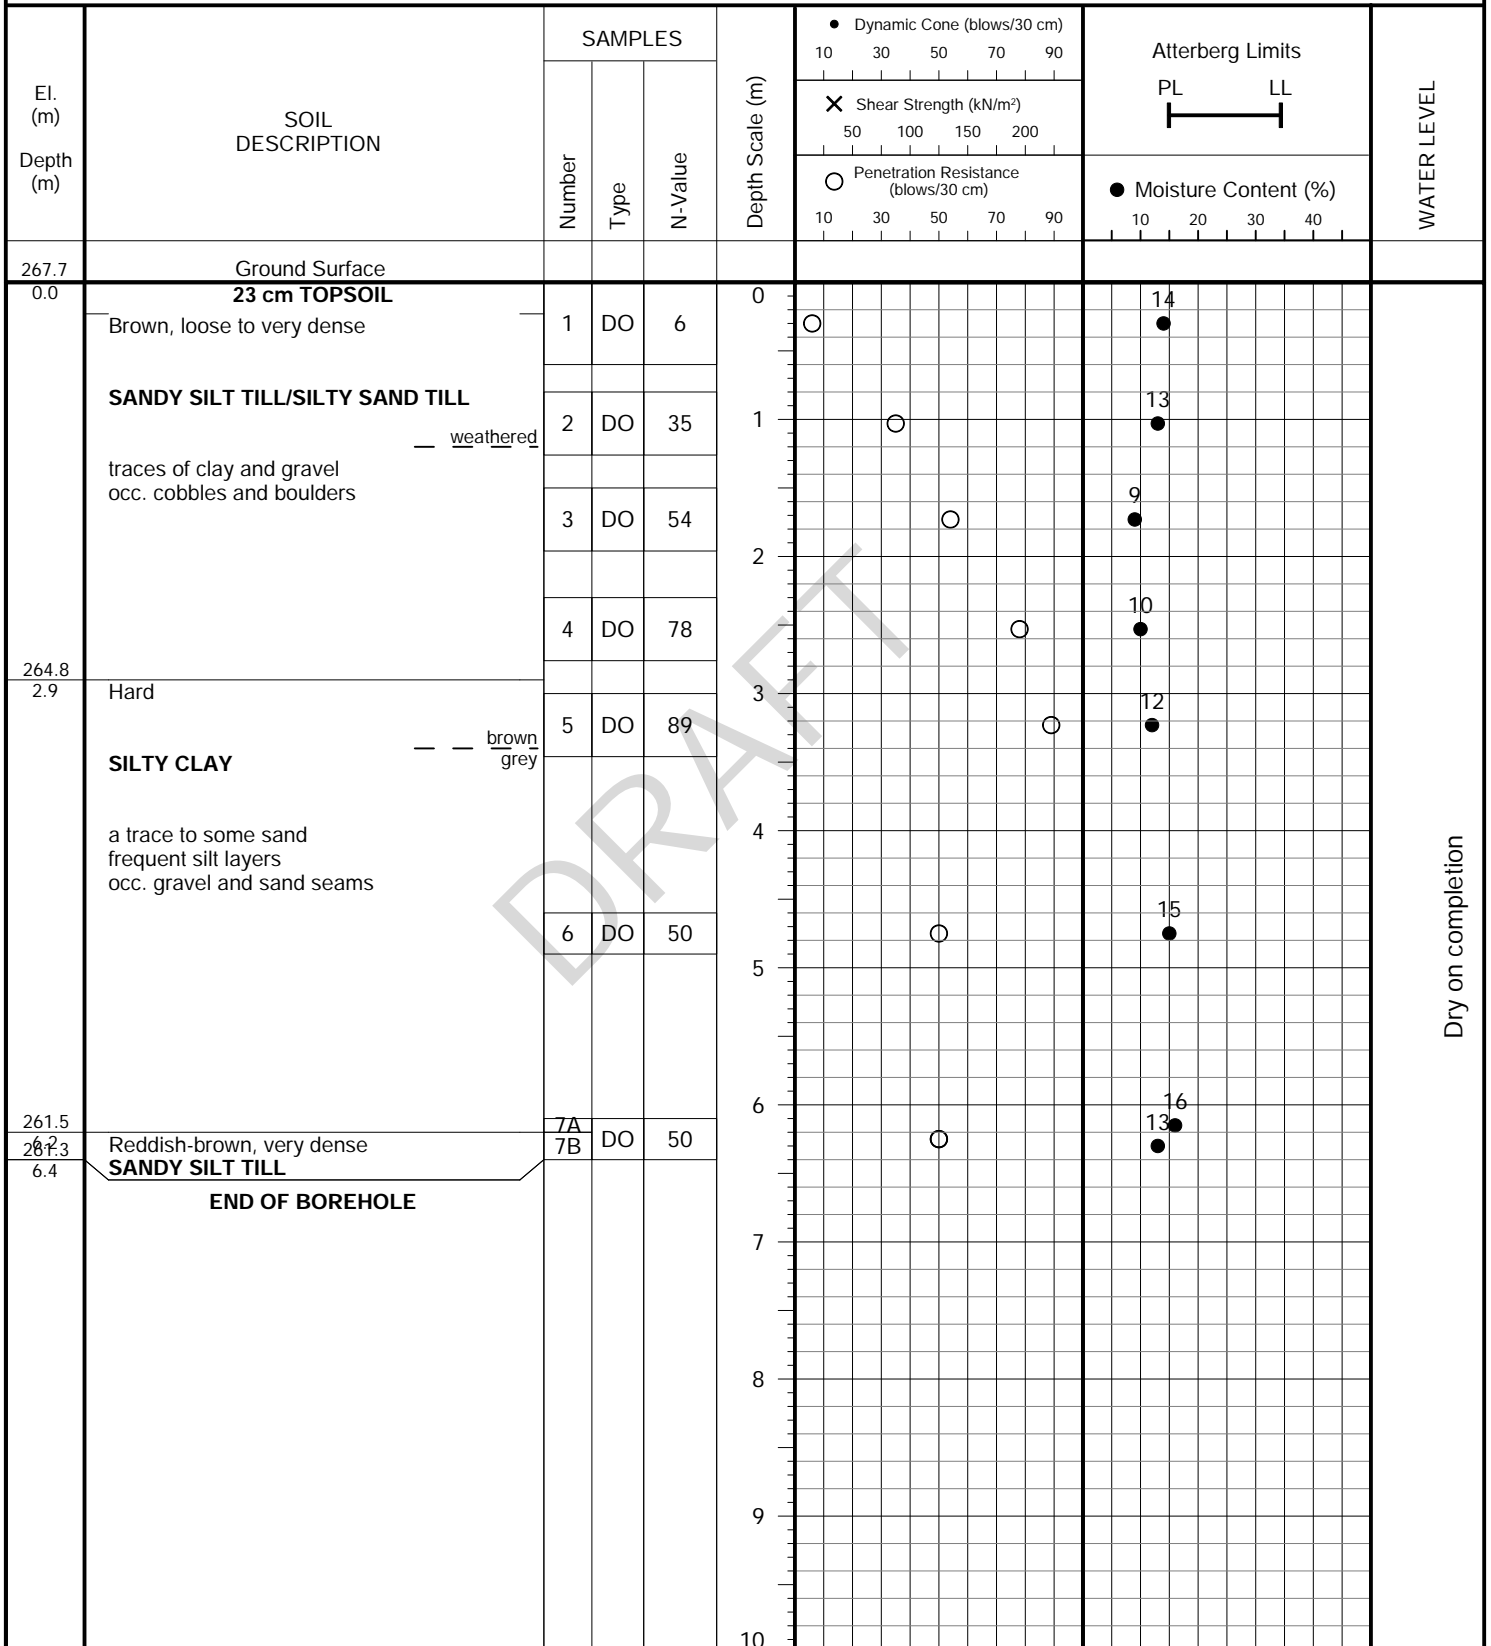 El.
(m)
Depth
(m)
SOIL
DESCRIPTION
SAMPLES
Number
Type
N-Value
Depth Scale (m)
● Dynamic Cone (blows/30 cm)
10 30 50 70 90
✕ Shear Strength (kN/m²)
50 100 150 200
○ Penetration Resistance
(blows/30 cm)
10 30 50 70 90
Atterberg Limits
PL LL
● Moisture Content (%)
10 20 30 40
WATER LEVEL
267.7 Ground Surface
0.0 23 cm TOPSOIL 0
14
Brown, loose to very dense 1 DO 6
SANDY SILT TILL/SILTY SAND TILL 13
weathered 2 DO 35 1
traces of clay and gravel
occ. cobbles and boulders 9
3 DO 54
2
10
4 DO 78
264.8
2.9 Hard 3
12
brown 5 DO 89
grey
SILTY CLAY
a trace to some sand 4
frequent silt layers
occ. gravel and sand seams
15
6 DO 50
5
Dry on completion
6
16
261.5 7A 13
6.2 Reddish-brown, very dense 7B DO 50
261.3
6.4 SANDY SILT TILL
END OF BOREHOLE
7
8
9
10
DRAFT